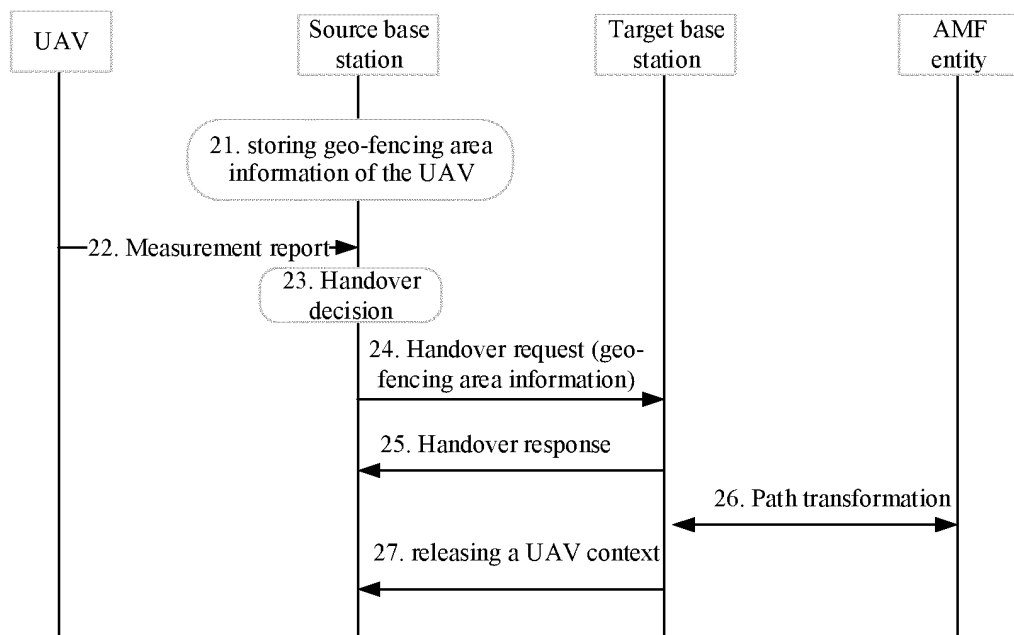 UAV
Source base
station
Target base
station
AMF
entity
21. storing geo-fencing area
information of the UAV
22. Measurement report
23. Handover
decision
24. Handover request (geo-
fencing area information)
25. Handover response
26. Path transformation
27. releasing a UAV context